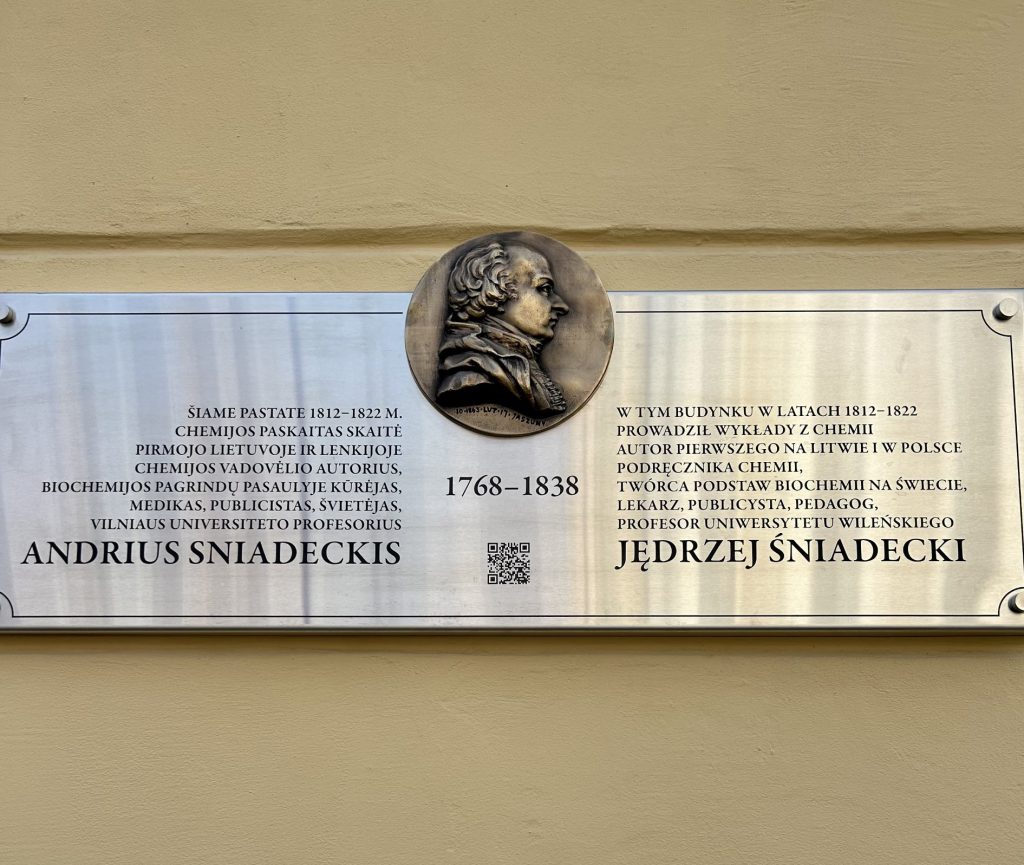 ŠIAME PASTATE 1812–1822 M.
CHEMIJOS PASKAITAS SKAITĖ
PIRMOJO LIETUVOJE IR LENKIJOJE
CHEMIJOS VADOVĖLIO AUTORIUS,
BIOCHEMIJOS PAGRINDŲ PASAULYJE KŪRĖJAS,
MEDIKAS, PUBLICISTAS, ŠVIETĖJAS,
VILNIAUS UNIVERSITETO PROFESORIUS
ANDRIUS SNIADECKIS
1768–1838
W TYM BUDYNKU W LATACH 1812–1822
PROWADZIŁ WYKŁADY Z CHEMII
AUTOR PIERWSZEGO NA LITWIE I W POLSCE
PODRĘCZNIKA CHEMII,
TWÓRCA PODSTAW BIOCHEMII NA ŚWIECIE,
LEKARZ, PUBLICYSTA, PEDAGOG,
PROFESOR UNIWERSYTETU WILEŃSKIEGO
JĘDRZEJ ŚNIADECKI